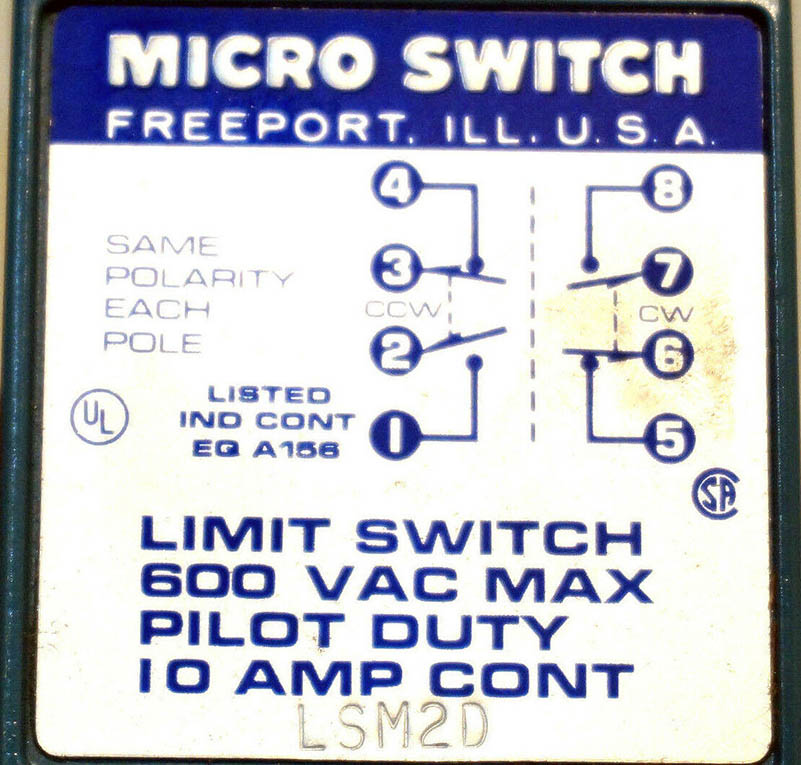 MICRO SWITCH
FREEPORT, ILL. U.S.A.
4 8
SAME
3 7
POLARITY
EACH
CCW CW
POLE
2 6
UL
LISTED
IND CONT
EQ A156
1 5
SA
LIMIT SWITCH
600 VAC MAX
PILOT DUTY
10 AMP CONT
LSM2D